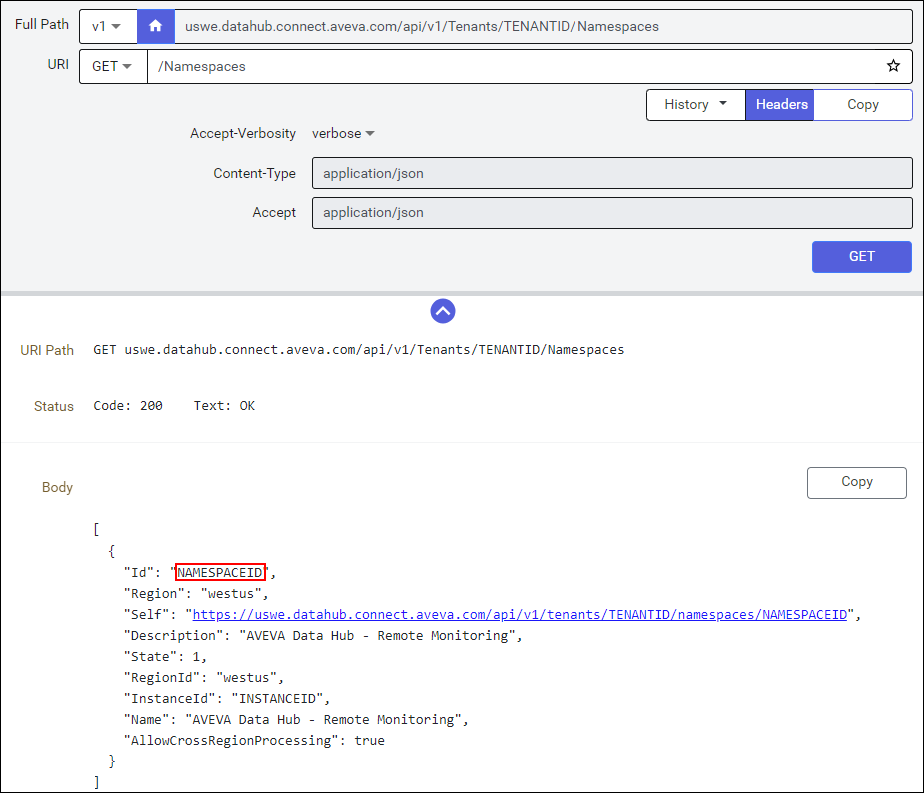 Full Path v1 uswe.datahub.connect.aveva.com/api/v1/Tenants/TENANTID/Namespaces
URI GET /Namespaces
History Headers Copy
Accept-Verbosity verbose
Content-Type application/json
Accept application/json
GET
URI Path GET uswe.datahub.connect.aveva.com/api/v1/Tenants/TENANTID/Namespaces
Status Code: 200 Text: OK
Body Copy
[
{
"Id": "NAMESPACEID",
"Region": "westus",
"Self": "https://uswe.datahub.connect.aveva.com/api/v1/tenants/TENANTID/namespaces/NAMESPACEID",
"Description": "AVEVA Data Hub - Remote Monitoring",
"State": 1,
"RegionId": "westus",
"InstanceId": "INSTANCEID",
"Name": "AVEVA Data Hub - Remote Monitoring",
"AllowCrossRegionProcessing": true
}
]